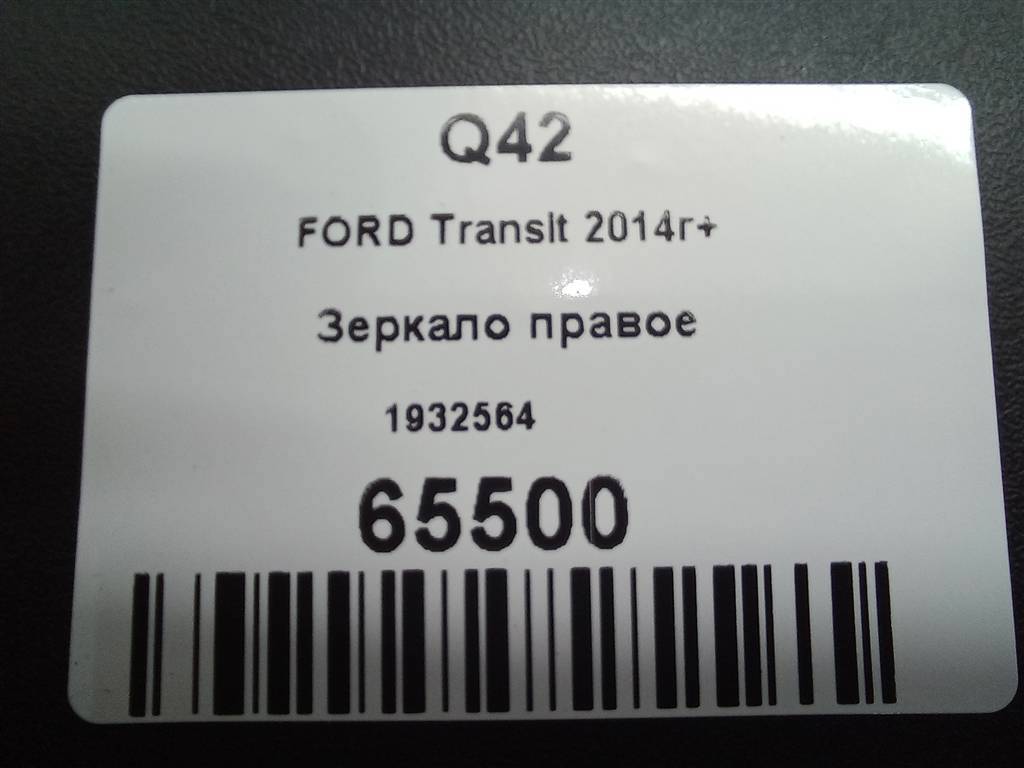 Q42
FORD Transit 2014г+
Зеркало правое
1932564
65500